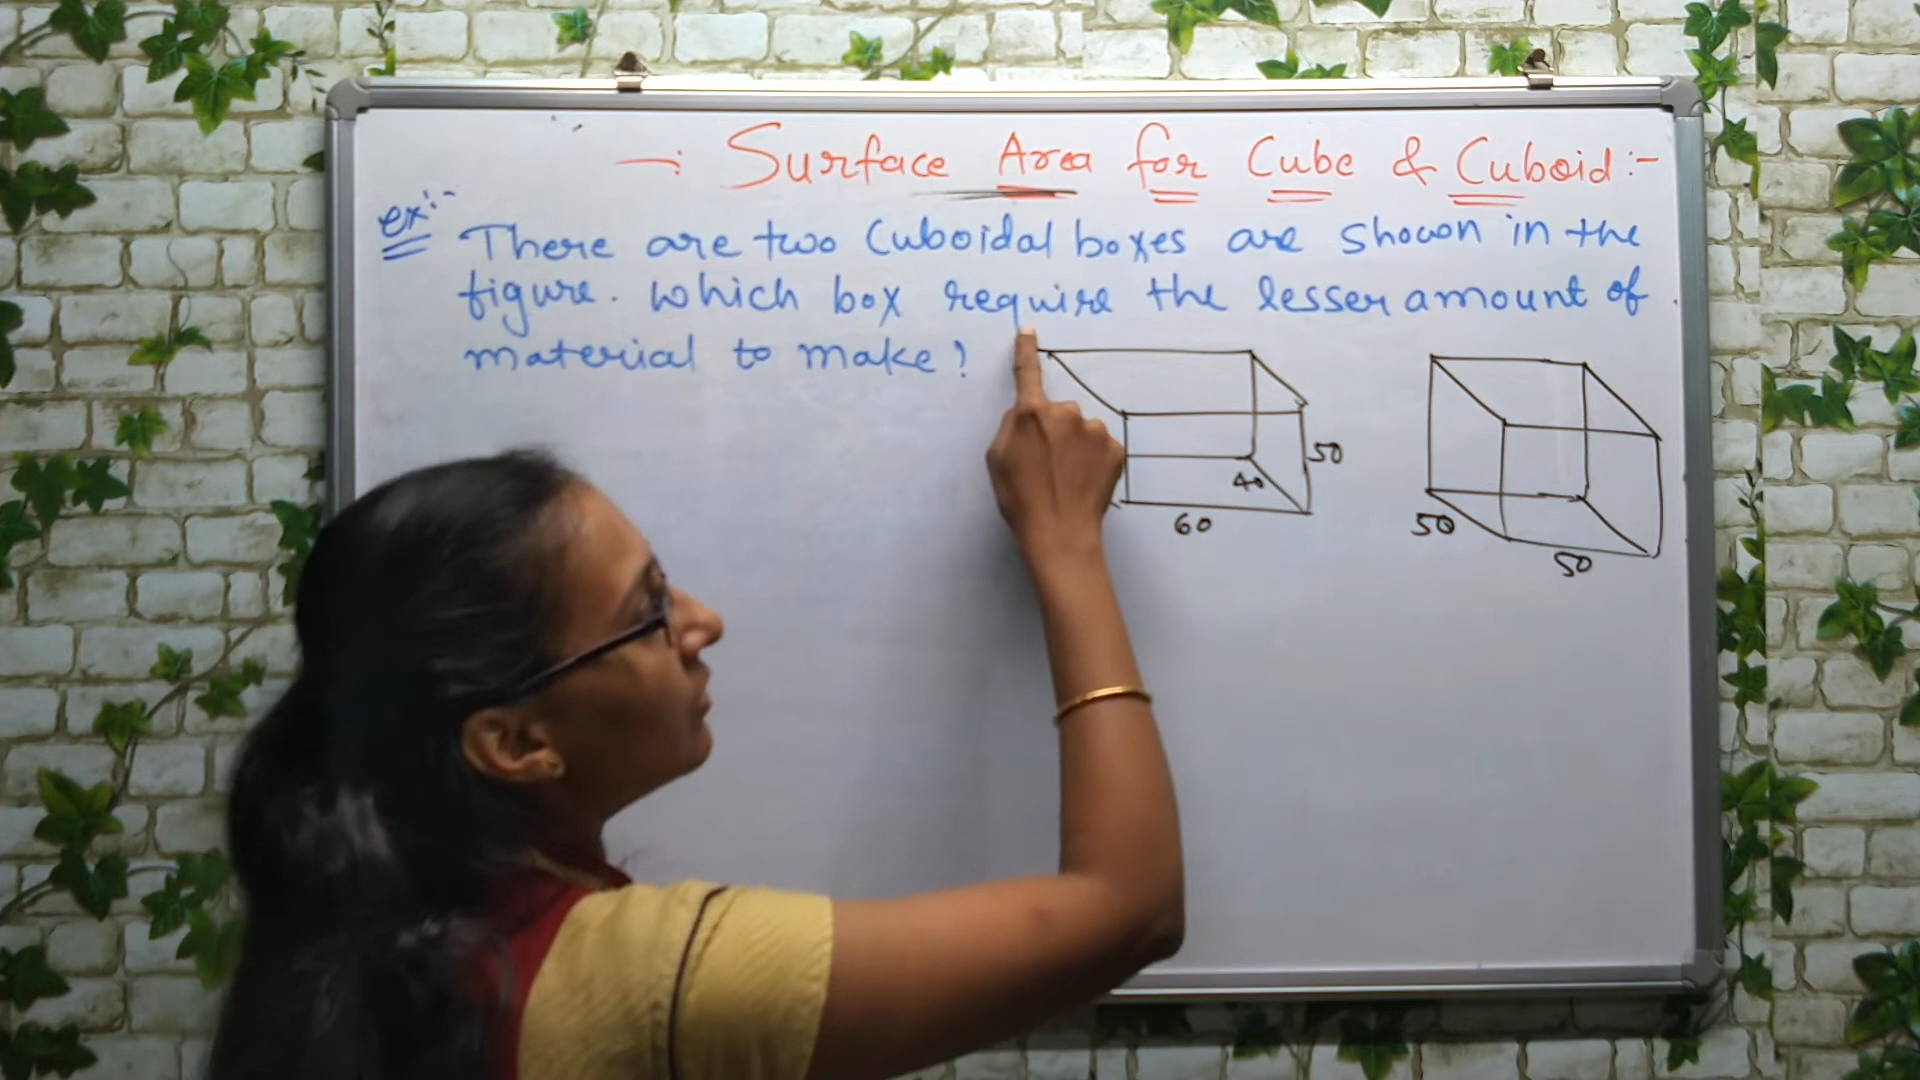 —: Surface Area for Cube & Cuboid :-
ex:-
There are two Cuboidal boxes are shown in the
figure. which box require the lesser amount of
material to make?
50
40
60
50
50